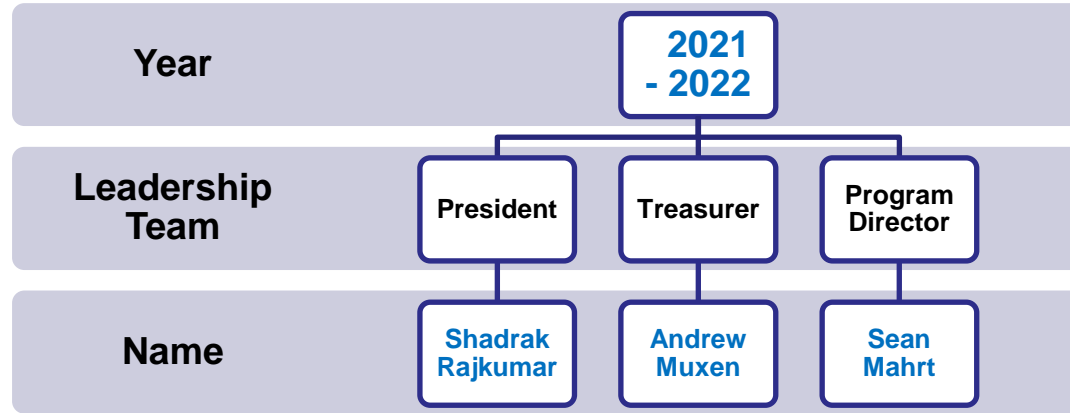 Year
2021
- 2022
Leadership
Team
President
Treasurer
Program
Director
Name
Shadrak
Rajkumar
Andrew
Muxen
Sean
Mahrt